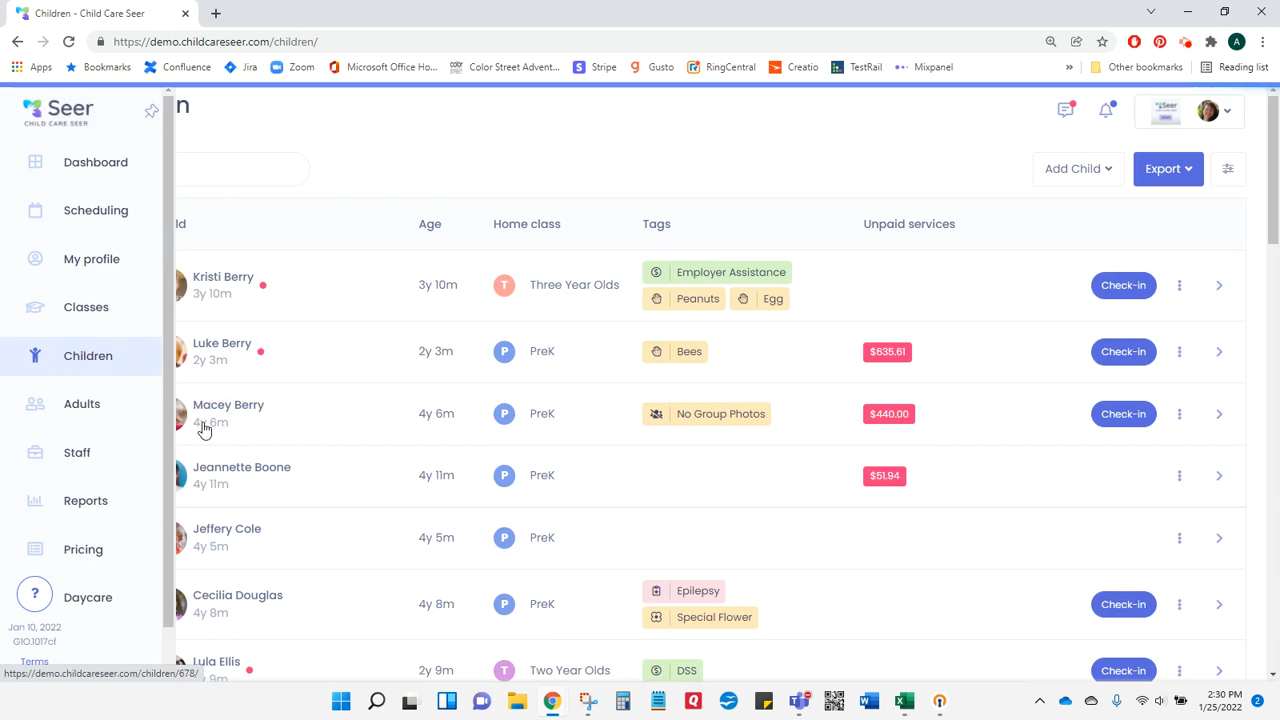 Children - Child Care Seer
https://demo.childcareseer.com/children/
A
Apps
Bookmarks
Confluence
Jira
Zoom
Microsoft Office Ho...
Color Street Advent...
Stripe
Gusto
RingCentral
Creatio
TestRail
Mixpanel
»
Other bookmarks
Reading list
Seer
CHILD CARE SEER
n
Dashboard
Scheduling
My profile
Classes
Children
Adults
Staff
Reports
Pricing
?
Daycare
Jan 10, 2022
G1O.1017cf
Terms
Add Child
Export
ld
Age
Home class
Tags
Unpaid services
Kristi Berry
3y 10m
3y 10m
T
Three Year Olds
Employer Assistance
Peanuts
Egg
Check-in
Luke Berry
2y 3m
2y 3m
P
PreK
Bees
$635.61
Check-in
Macey Berry
4y 6m
4y 6m
P
PreK
No Group Photos
$440.00
Check-in
Jeannette Boone
4y 11m
4y 11m
P
PreK
$51.94
Jeffery Cole
4y 5m
4y 5m
P
PreK
Cecilia Douglas
4y 8m
4y 8m
P
PreK
Epilepsy
Special Flower
Check-in
Lula Ellis
9m
2y 9m
T
Two Year Olds
DSS
Check-in
https://demo.childcareseer.com/children/678/
2:30 PM
1/25/2022